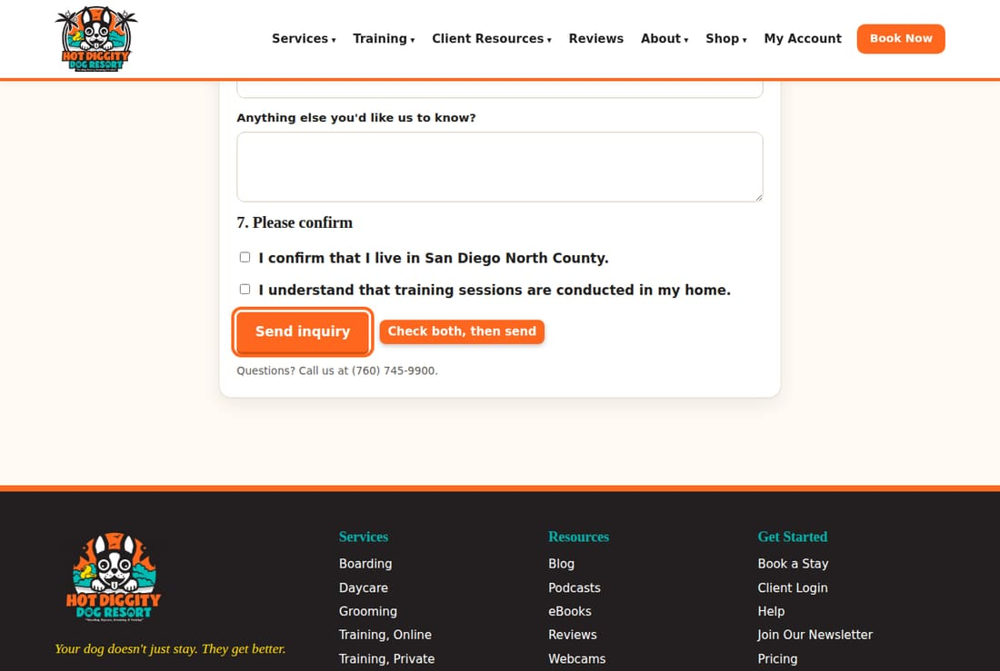 HOT DIGGITY
DOG RESORT
Services ▾ Training ▾ Client Resources ▾ Reviews About ▾ Shop ▾ My Account Book Now
Anything else you'd like us to know?
7. Please confirm
I confirm that I live in San Diego North County.
I understand that training sessions are conducted in my home.
Send inquiry Check both, then send
Questions? Call us at (760) 745-9900.
HOT DIGGITY
DOG RESORT
Your dog doesn't just stay. They get better.
Services
Boarding
Daycare
Grooming
Training, Online
Training, Private
Resources
Blog
Podcasts
eBooks
Reviews
Webcams
Get Started
Book a Stay
Client Login
Help
Join Our Newsletter
Pricing